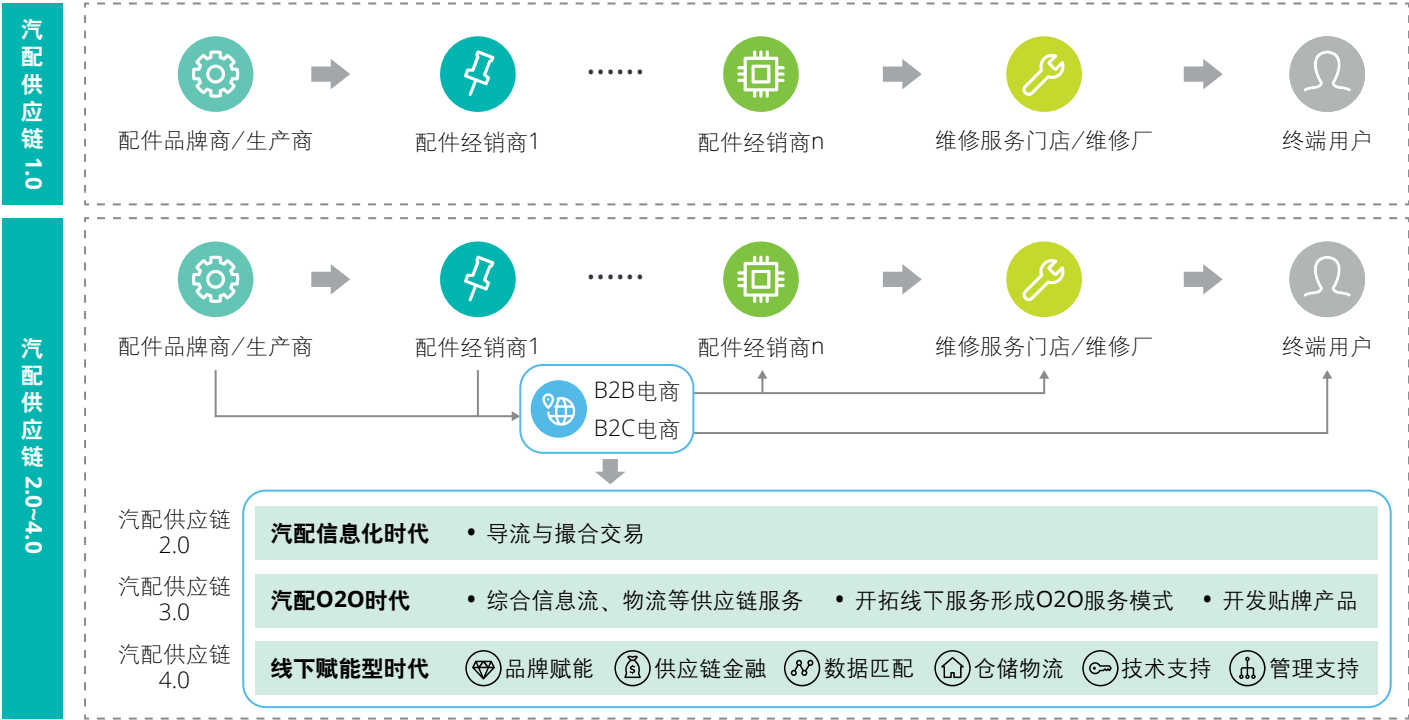 汽配供应链 1.0
配件品牌商/生产商
配件经销商1
······
配件经销商n
维修服务门店/维修厂
终端用户
汽配供应链 2.0~4.0
配件品牌商/生产商
配件经销商1
······
配件经销商n
维修服务门店/维修厂
终端用户
B2B电商
B2C电商
汽配供应链
2.0
汽配信息化时代 • 导流与撮合交易
汽配供应链
3.0
汽配O2O时代 • 综合信息流、物流等供应链服务 • 开拓线下服务形成O2O服务模式 • 开发贴牌产品
汽配供应链
4.0
线下赋能型时代 品牌赋能 供应链金融 数据匹配 仓储物流 技术支持 管理支持